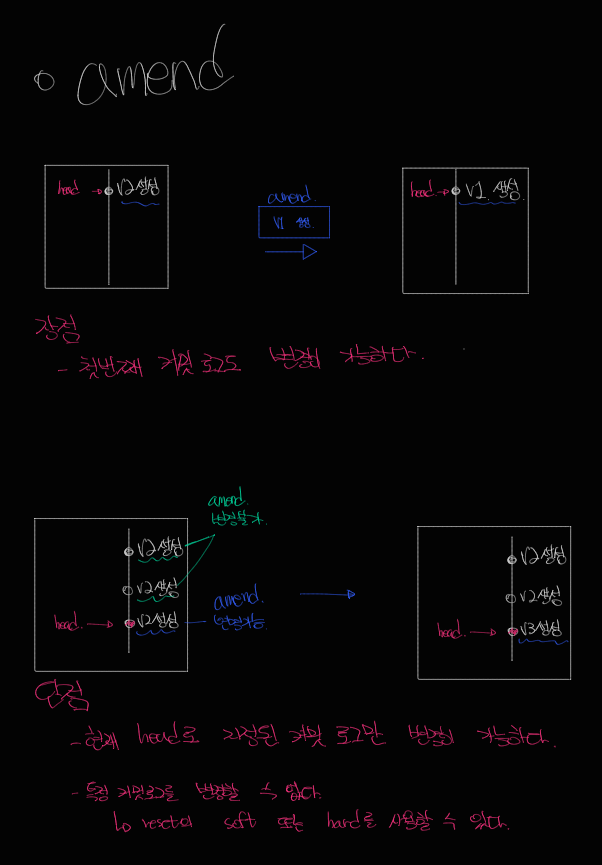 amend
head
V2 생성
amend.
V1 생성.
head
V1 생성.
장점
- 첫번째 커밋 로그도 변경이 가능하다.
amend.
변경불가.
V2 생성
V2 생성
head.
V2 생성
amend.
변경가능
V2 생성
V2 생성
head.
V3 생성
단점
- 현재 head로 지정된 커밋 로그만 변경이 가능하다.
- 특정 커밋로그를 변경할 수 없다.
reset의 soft 또는 hard를 사용할 수 있다.